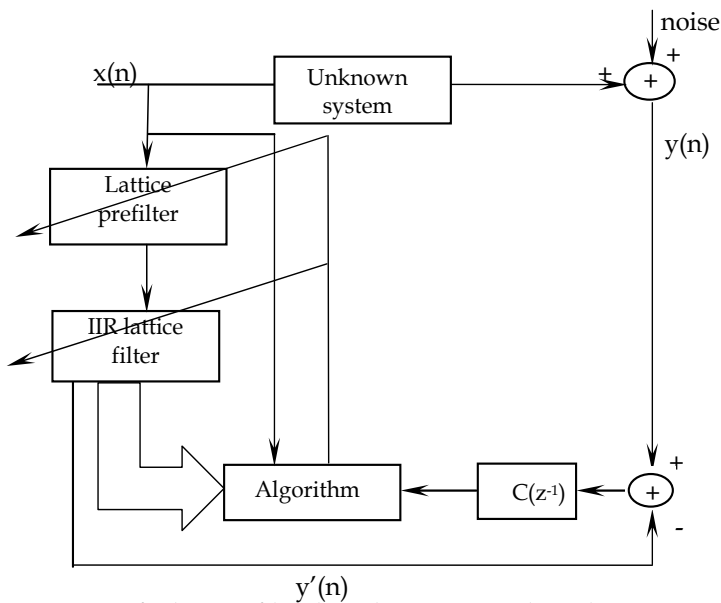 noise
+
x(n)
Unknown
system
+
+
y(n)
Lattice
prefilter
IIR lattice
filter
Algorithm
C(z⁻¹)
+
+
-
y'(n)